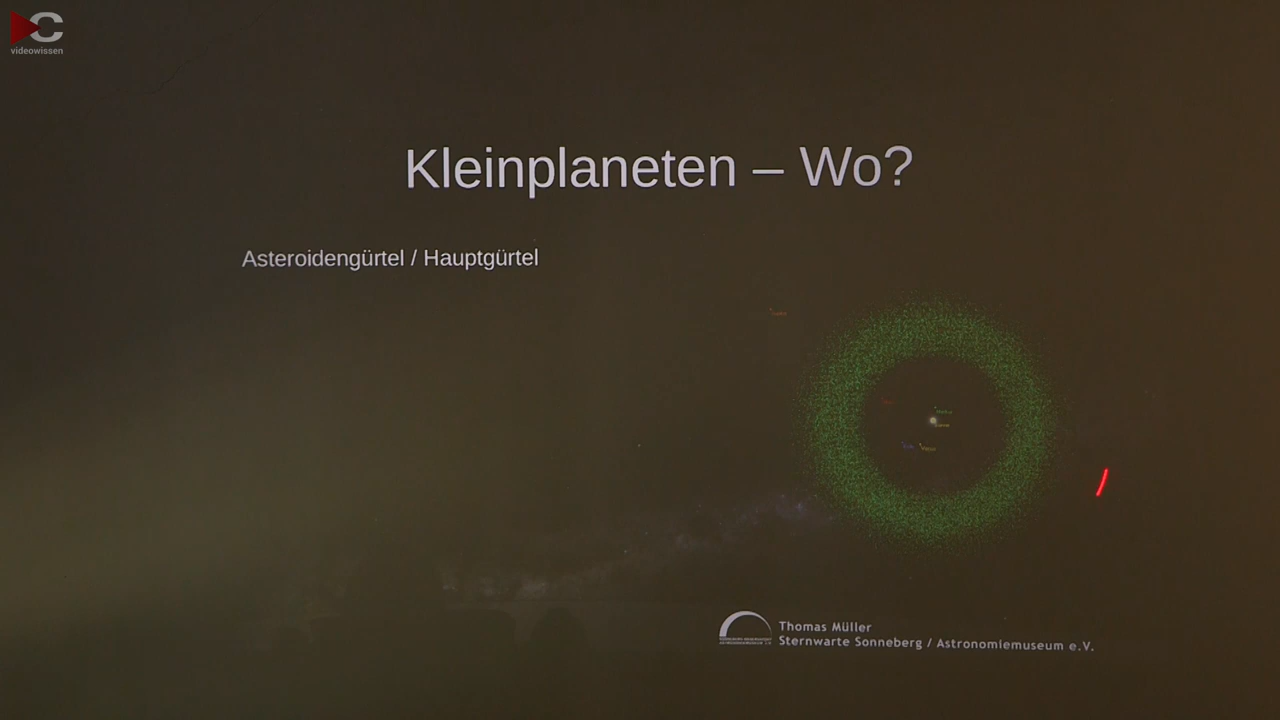 videowissen
Kleinplaneten – Wo?
Asteroidengürtel / Hauptgürtel
Thomas Müller
Sternwarte Sonneberg / Astronomiemuseum e.V.